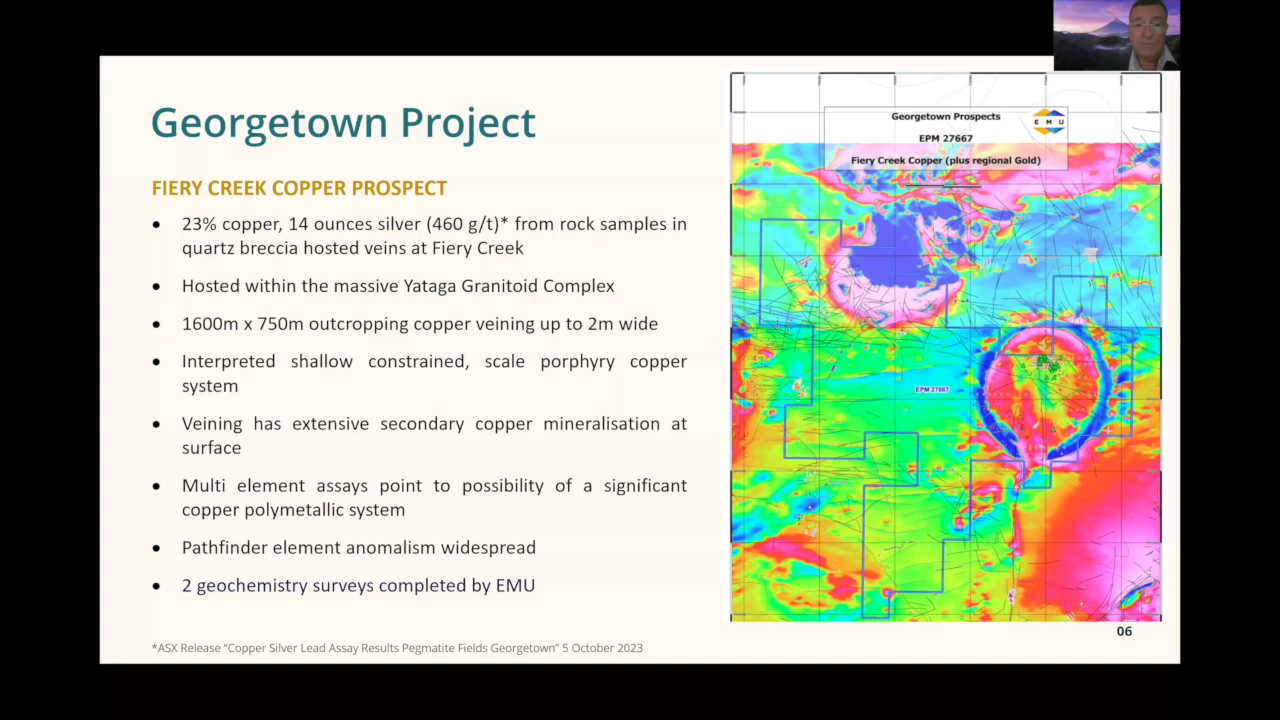 Georgetown Project
FIERY CREEK COPPER PROSPECT
• 23% copper, 14 ounces silver (460 g/t)* from rock samples in
quartz breccia hosted veins at Fiery Creek
• Hosted within the massive Yataga Granitoid Complex
• 1600m x 750m outcropping copper veining up to 2m wide
• Interpreted shallow constrained, scale porphyry copper
system
• Veining has extensive secondary copper mineralisation at
surface
• Multi element assays point to possibility of a significant
copper polymetallic system
• Pathfinder element anomalism widespread
• 2 geochemistry surveys completed by EMU
*ASX Release "Copper Silver Lead Assay Results Pegmatite Fields Georgetown" 5 October 2023
Georgetown Prospects
EMU
EPM 27667
Fiery Creek Copper (plus regional Gold)
EPM 27667
06